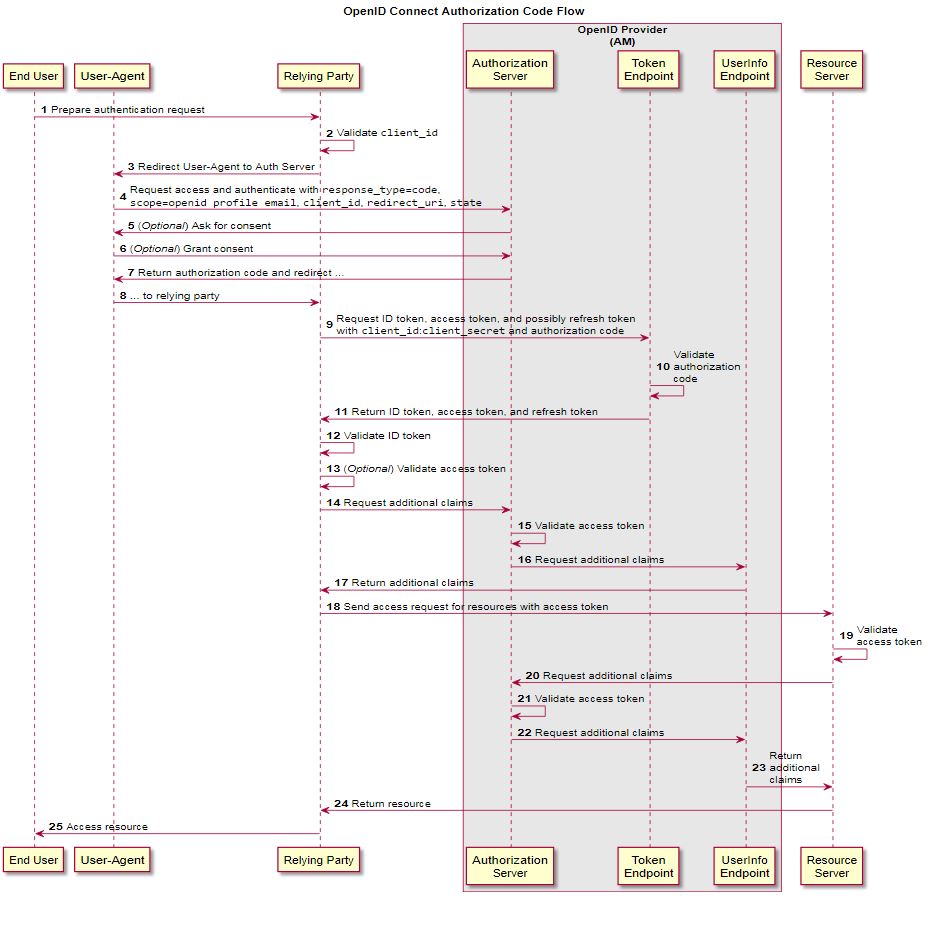 OpenID Connect Authorization Code Flow
OpenID Provider
(AM)
End User
User-Agent
Relying Party
Authorization
Server
Token
Endpoint
UserInfo
Endpoint
Resource
Server
1 Prepare authentication request
2 Validate client_id
3 Redirect User-Agent to Auth Server
4 Request access and authenticate with response_type=code,
scope=openid profile email, client_id, redirect_uri, state
5 (Optional) Ask for consent
6 (Optional) Grant consent
7 Return authorization code and redirect ...
8 ... to relying party
9 Request ID token, access token, and possibly refresh token
with client_id:client_secret and authorization code
10 Validate
authorization
code
11 Return ID token, access token, and refresh token
12 Validate ID token
13 (Optional) Validate access token
14 Request additional claims
15 Validate access token
16 Request additional claims
17 Return additional claims
18 Send access request for resources with access token
19 Validate
access token
20 Request additional claims
21 Validate access token
22 Request additional claims
23 Return
additional
claims
24 Return resource
25 Access resource
End User
User-Agent
Relying Party
Authorization
Server
Token
Endpoint
UserInfo
Endpoint
Resource
Server